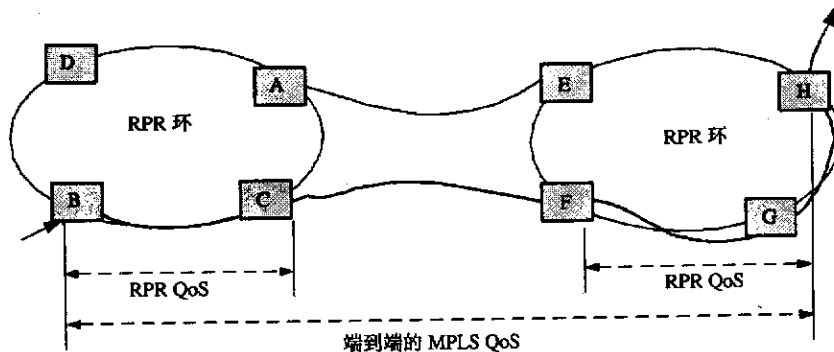 D
A
E
H
RPR 环
RPR 环
B
C
F
G
RPR QoS
RPR QoS
端到端的 MPLS QoS